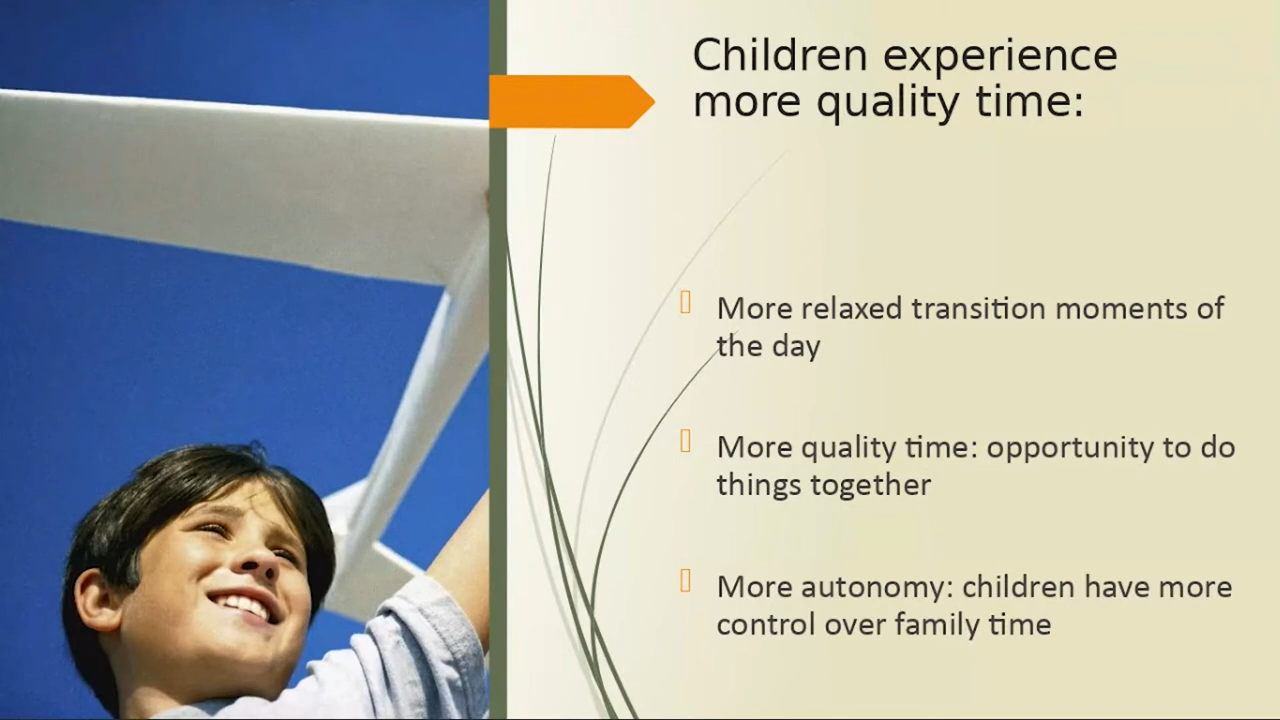 Children experience
more quality time:
More relaxed transition moments of
the day
More quality time: opportunity to do
things together
More autonomy: children have more
control over family time